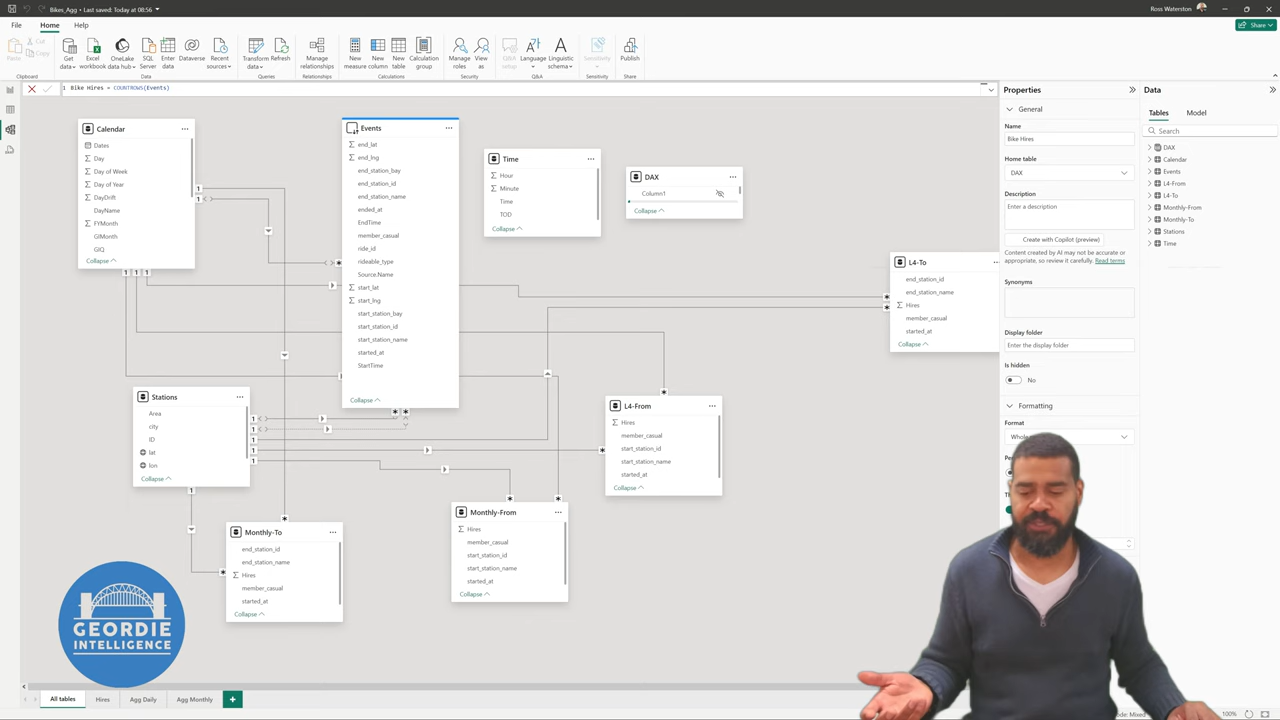 Bikes_Agg • Last saved: Today at 08:56
Ross Waterston
File
Home
Help
Share
Paste
Cut
Copy
Get data
Excel workbook
OneLake data hub
SQL Server
Enter data
Dataverse
Recent sources
Transform data
Refresh
Manage relationships
New measure
New column
New table
Calculation group
Manage roles
View as
Q&A setup
Language
Linguistic schema
Sensitivity
Publish
Clipboard
Data
Queries
Relationships
Calculations
Security
Q&A
Sensitivity
Share
1 Bike Hires = COUNTROWS(Events)
Calendar
Dates
Day
Day of Week
Day of Year
DayDrift
DayName
FYMonth
GIMonth
GIQ
Collapse
Events
end_lat
end_lng
end_station_bay
end_station_id
end_station_name
ended_at
EndTime
member_casual
ride_id
rideable_type
Source.Name
start_lat
start_lng
start_station_bay
start_station_id
start_station_name
started_at
StartTime
Collapse
Time
Hour
Minute
Time
TOD
Collapse
DAX
Column1
Collapse
L4-To
end_station_id
end_station_name
Hires
member_casual
started_at
Collapse
Stations
Area
city
ID
lat
lon
Collapse
L4-From
Hires
member_casual
start_station_id
start_station_name
started_at
Collapse
Monthly-To
end_station_id
end_station_name
Hires
member_casual
started_at
Collapse
Monthly-From
Hires
member_casual
start_station_id
start_station_name
started_at
Collapse
GEORDIE
INTELLIGENCE
All tables
Hires
Agg Daily
Agg Monthly
Properties
General
Name
Bike Hires
Home table
DAX
Description
Enter a description
Create with Copilot (preview)
Content created by AI may not be accurate or
appropriate, so review it carefully. Read terms
Synonyms
Display folder
Enter the display folder
Is hidden
No
Formatting
Format
Whole
Data
Tables
Model
Search
DAX
Calendar
Events
L4-From
L4-To
Monthly-From
Monthly-To
Stations
Time
Mixed
100%